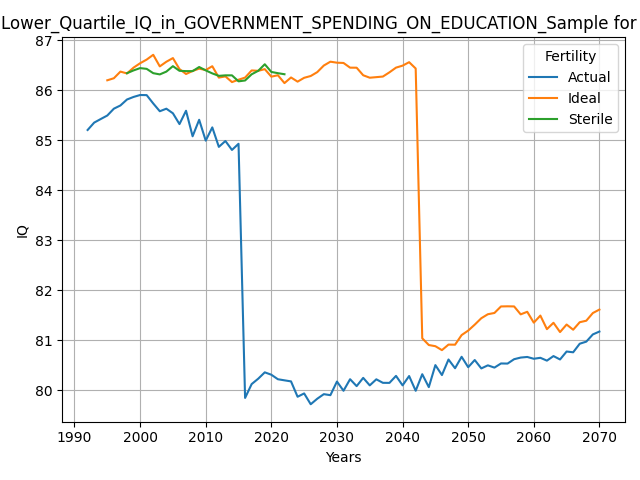 Lower_Quartile_IQ_in_GOVERNMENT_SPENDING_ON_EDUCATION_Sample for
87
86
85
84
83
82
81
80
IQ
Fertility
Actual
Ideal
Sterile
1990 2000 2010 2020 2030 2040 2050 2060 2070
Years